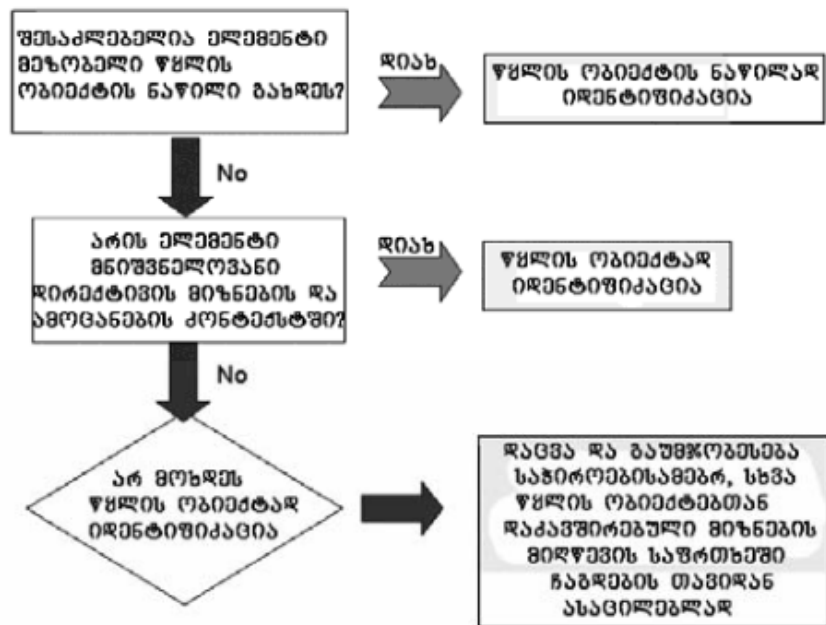 შესაძლებელია ელემენტი
მეზობელი წყლის
ობიექტის ნაწილი გახდეს?
დიახ
წყლის ობიექტის ნაწილად
იდენტიფიკაცია
No
არის ელემენტი
მნიშვნელოვანი
დირექტივის მიზნების და
ამოცანების კონტექსტში?
დიახ
წყლის ობიექტად
იდენტიფიკაცია
No
არ მოხდეს
წყლის ობიექტად
იდენტიფიკაცია
დაცვა და გაუმჯობესება
საჭიროებისამებრ, სხვა
წყლის ობიექტებთან
დაკავშირებული მიზნების
მიღწევის საფრთხეში
ჩაგდების თავიდან
ასაცილებლად